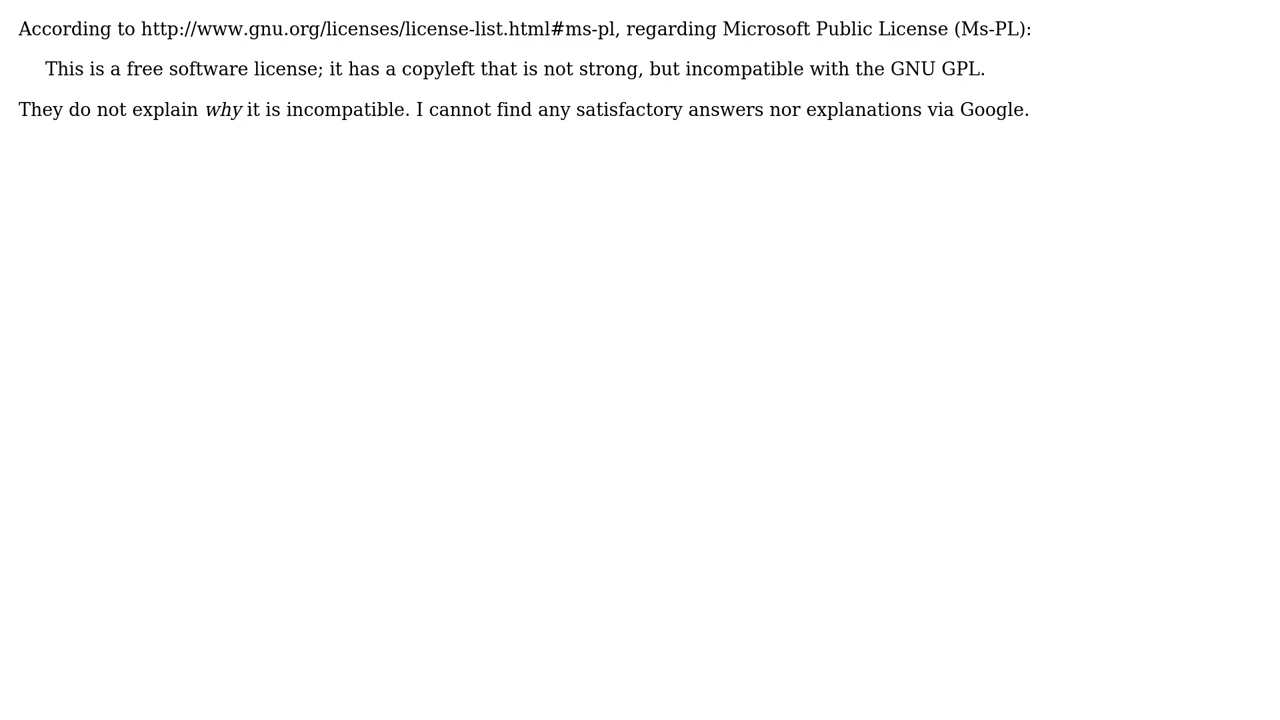 According to http://www.gnu.org/licenses/license-list.html#ms-pl, regarding Microsoft Public License (Ms-PL):
This is a free software license; it has a copyleft that is not strong, but incompatible with the GNU GPL.
They do not explain why it is incompatible. I cannot find any satisfactory answers nor explanations via Google.